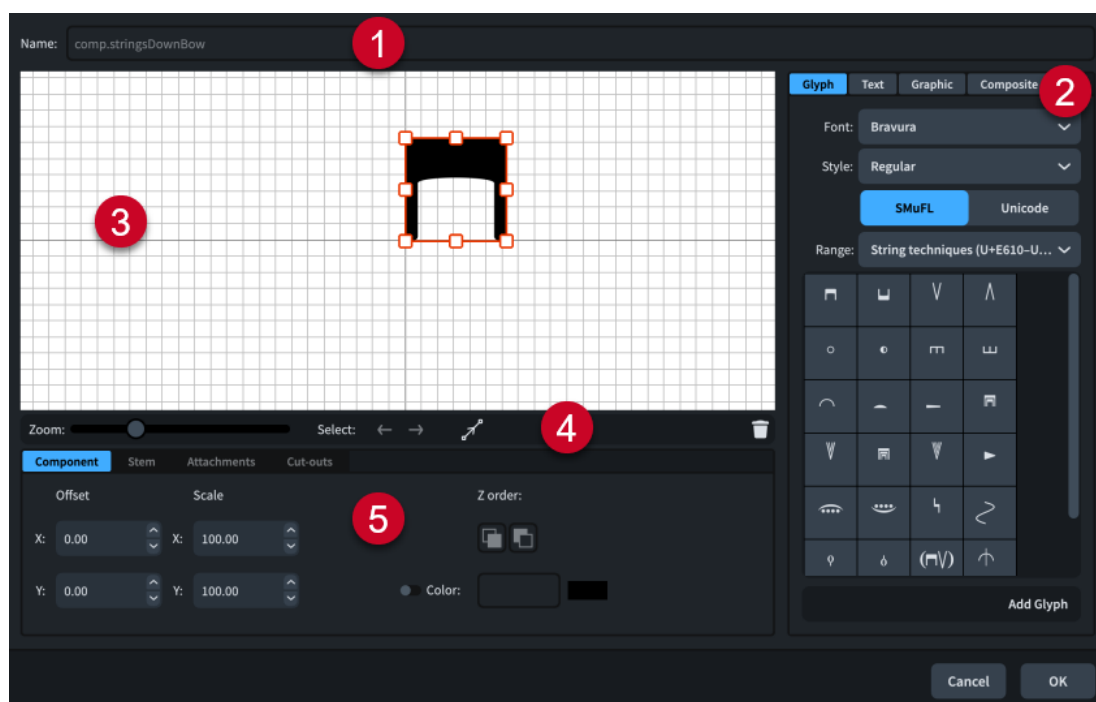 Name: comp.stringsDownBow
1
Glyph Text Graphic Composite
2
Font: Bravura
Style: Regular
SMuFL Unicode
3
Range: String techniques (U+E610–U...
Zoom: Select:
4
Component Stem Attachments Cut-outs
Offset Scale Z order:
5
X: 0.00 X: 100.00
Y: 0.00 Y: 100.00 Color:
Add Glyph
Cancel OK